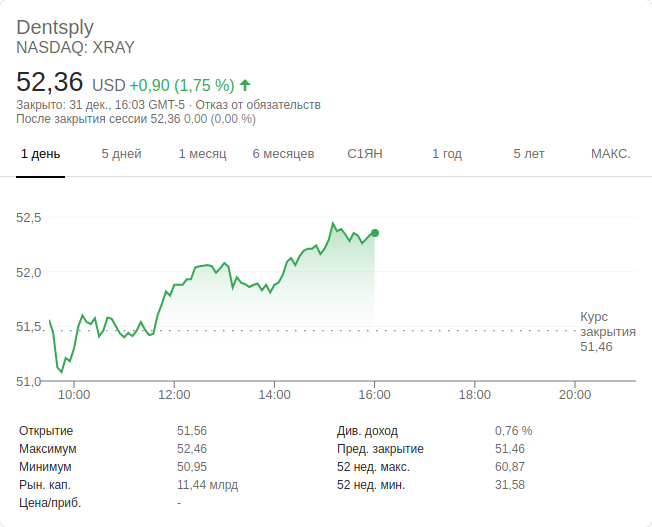 Dentsply
NASDAQ: XRAY
52,36 USD +0,90 (1,75 %)
Закрыто: 31 дек., 16:03 GMT-5 · Отказ от обязательств
После закрытия сессии 52,36 0,00 (0,00 %)
1 день 5 дней 1 месяц 6 месяцев С1ЯН 1 год 5 лет МАКС.
52,5
52,0
51,5
51,0
Курс
закрытия
51,46
10:00 12:00 14:00 16:00 18:00 20:00
Открытие 51,56 Див. доход 0,76 %
Максимум 52,46 Пред. закрытие 51,46
Минимум 50,95 52 нед. макс. 60,87
Рын. кап. 11,44 млрд 52 нед. мин. 31,58
Цена/приб. -